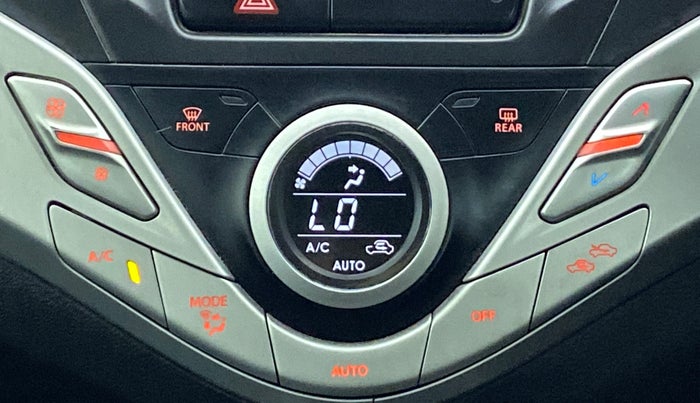 FRONT
REAR
LO
A/C
A/C
AUTO
MODE
OFF
AUTO